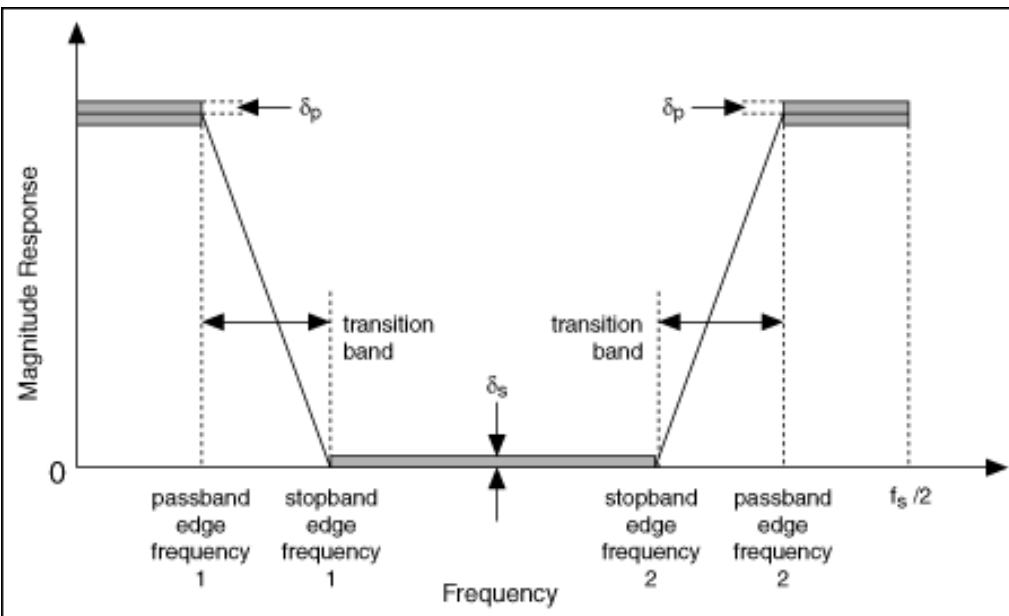 Magnitude Response
δp
δp
transition
band
transition
band
δs
0
passband
edge
frequency
1
stopband
edge
frequency
1
stopband
edge
frequency
2
passband
edge
frequency
2
fs /2
Frequency